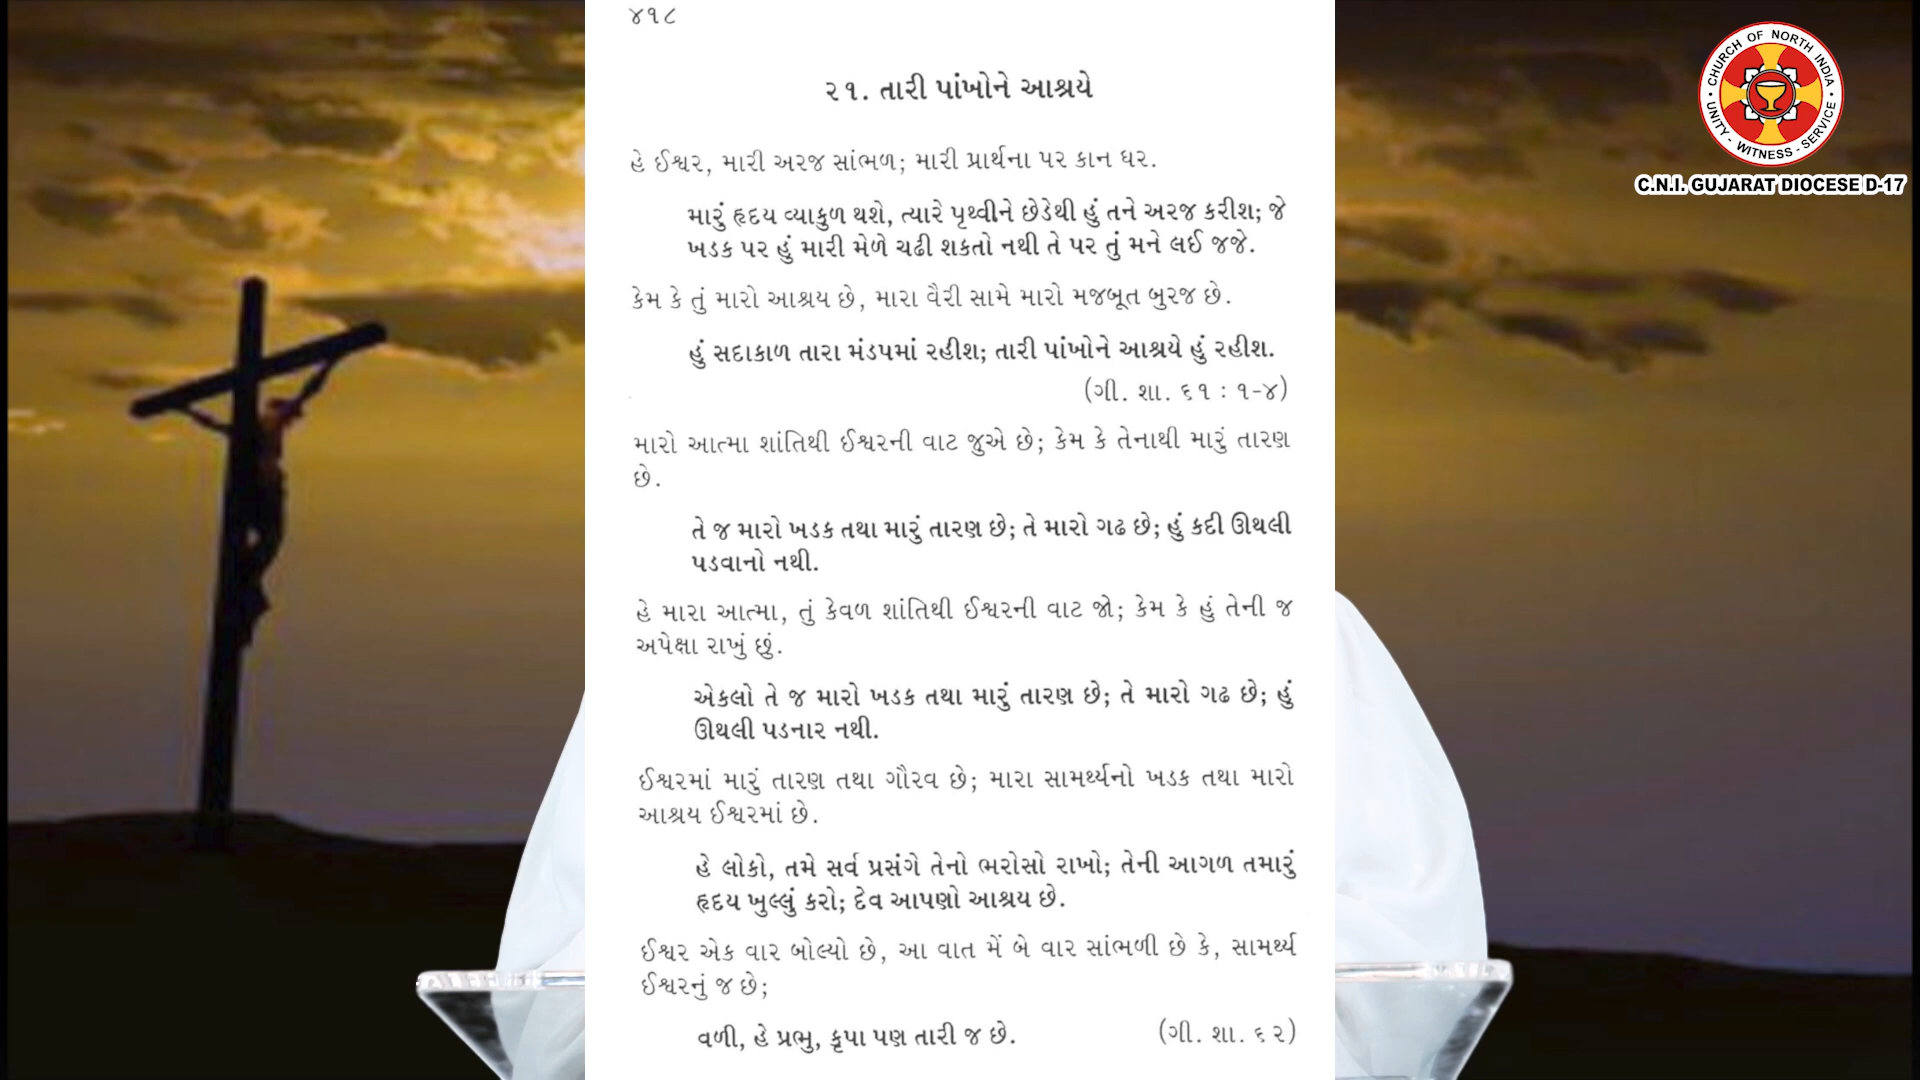 ૪૧૮
૨૧. તારી પાંખોને આશ્રયે
હે ઈશ્વર, મારી અરજ સાંભળ; મારી પ્રાર્થના પર કાન ધર.
મારું હૃદય વ્યાકુળ થશે, ત્યારે પૃથ્વીને છેડેથી હું તને અરજ કરીશ; જે
ખડક પર હું મારી મેળે ચઢી શકતો નથી તે પર તું મને લઈ જજે.
કેમ કે તું મારો આશ્રય છે, મારા વૈરી સામે મારો મજબૂત બુરજ છે.
હું સદાકાળ તારા મંડપમાં રહીશ; તારી પાંખોને આશ્રયે હું રહીશ.
(ગી. શા. ૬૧ : ૧-૪)
મારો આત્મા શાંતિથી ઈશ્વરની વાટ જુએ છે; કેમ કે તેનાથી મારું તારણ
છે.
તે જ મારો ખડક તથા મારું તારણ છે; તે મારો ગઢ છે; હું કદી ઊથલી
પડવાનો નથી.
હે મારા આત્મા, તું કેવળ શાંતિથી ઈશ્વરની વાટ જો; કેમ કે હું તેની જ
અપેક્ષા રાખું છું.
એકલો તે જ મારો ખડક તથા મારું તારણ છે; તે મારો ગઢ છે; હું
ઊથલી પડનાર નથી.
ઈશ્વરમાં મારું તારણ તથા ગૌરવ છે; મારા સામર્થ્યનો ખડક તથા મારો
આશ્રય ઈશ્વરમાં છે.
હે લોકો, તમે સર્વ પ્રસંગે તેનો ભરોસો રાખો; તેની આગળ તમારું
હૃદય ખુલ્લું કરો; દેવ આપણો આશ્રય છે.
ઈશ્વર એક વાર બોલ્યો છે, આ વાત મેં બે વાર સાંભળી છે કે, સામર્થ્ય
ઈશ્વરનું જ છે;
વળી, હે પ્રભુ, કૃપા પણ તારી જ છે. (ગી. શા. ૬૨)
CHURCH OF NORTH INDIA
UNITY - WITNESS - SERVICE
C.N.I. GUJARAT DIOCESE D-17